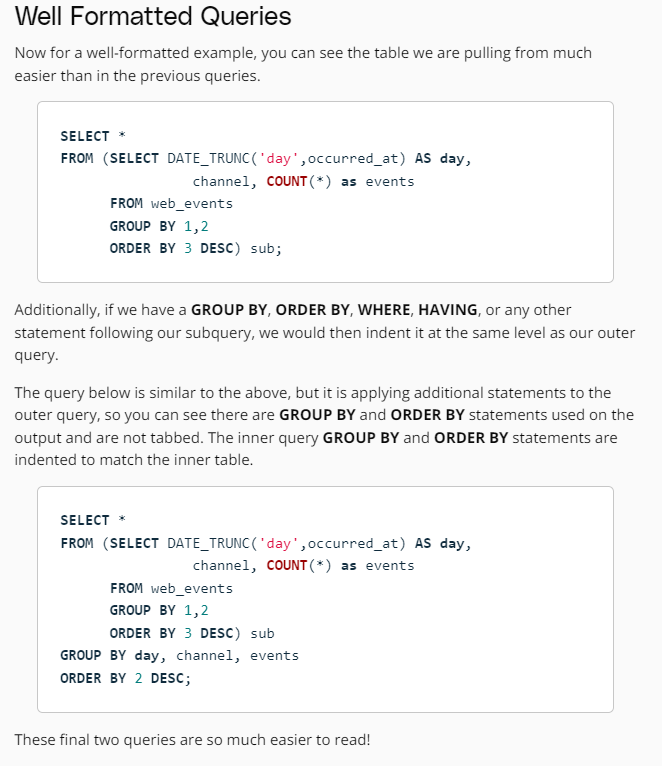 Well Formatted Queries
Now for a well-formatted example, you can see the table we are pulling from much
easier than in the previous queries.
SELECT *
FROM (SELECT DATE_TRUNC('day',occurred_at) AS day,
channel, COUNT(*) as events
FROM web_events
GROUP BY 1,2
ORDER BY 3 DESC) sub;
Additionally, if we have a GROUP BY, ORDER BY, WHERE, HAVING, or any other
statement following our subquery, we would then indent it at the same level as our outer
query.
The query below is similar to the above, but it is applying additional statements to the
outer query, so you can see there are GROUP BY and ORDER BY statements used on the
output and are not tabbed. The inner query GROUP BY and ORDER BY statements are
indented to match the inner table.
SELECT *
FROM (SELECT DATE_TRUNC('day',occurred_at) AS day,
channel, COUNT(*) as events
FROM web_events
GROUP BY 1,2
ORDER BY 3 DESC) sub
GROUP BY day, channel, events
ORDER BY 2 DESC;
These final two queries are so much easier to read!